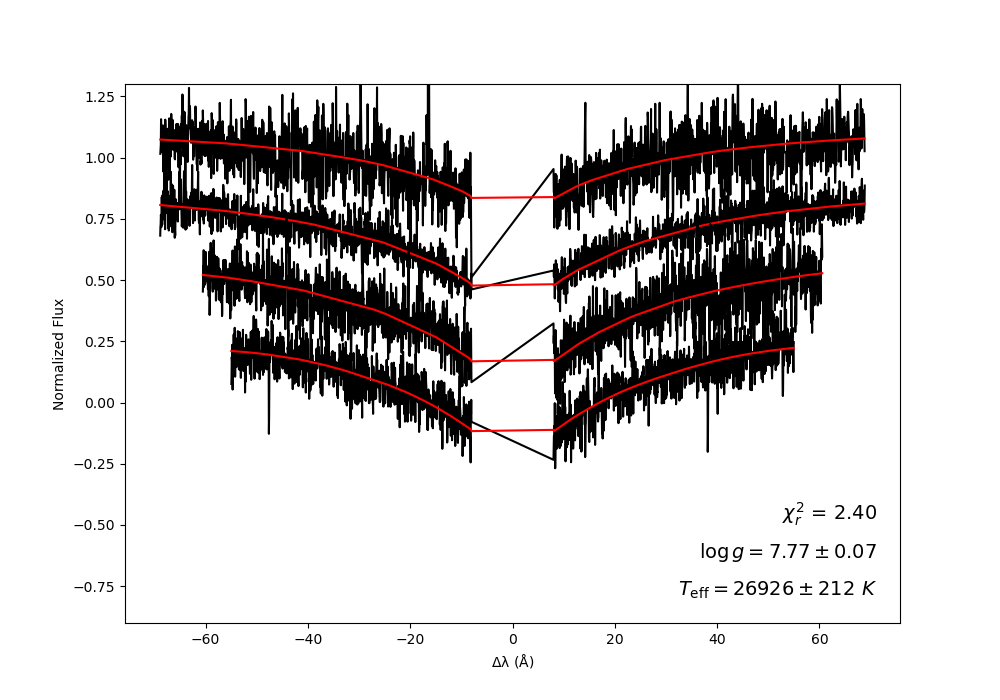 1.25
1.00
0.75
0.50
0.25
0.00
−0.25
−0.50
−0.75
Normalized Flux
χ²ᵣ = 2.40
log g = 7.77 ± 0.07
T_eff = 26926 ± 212 K
−60 −40 −20 0 20 40 60
Δλ (Å)